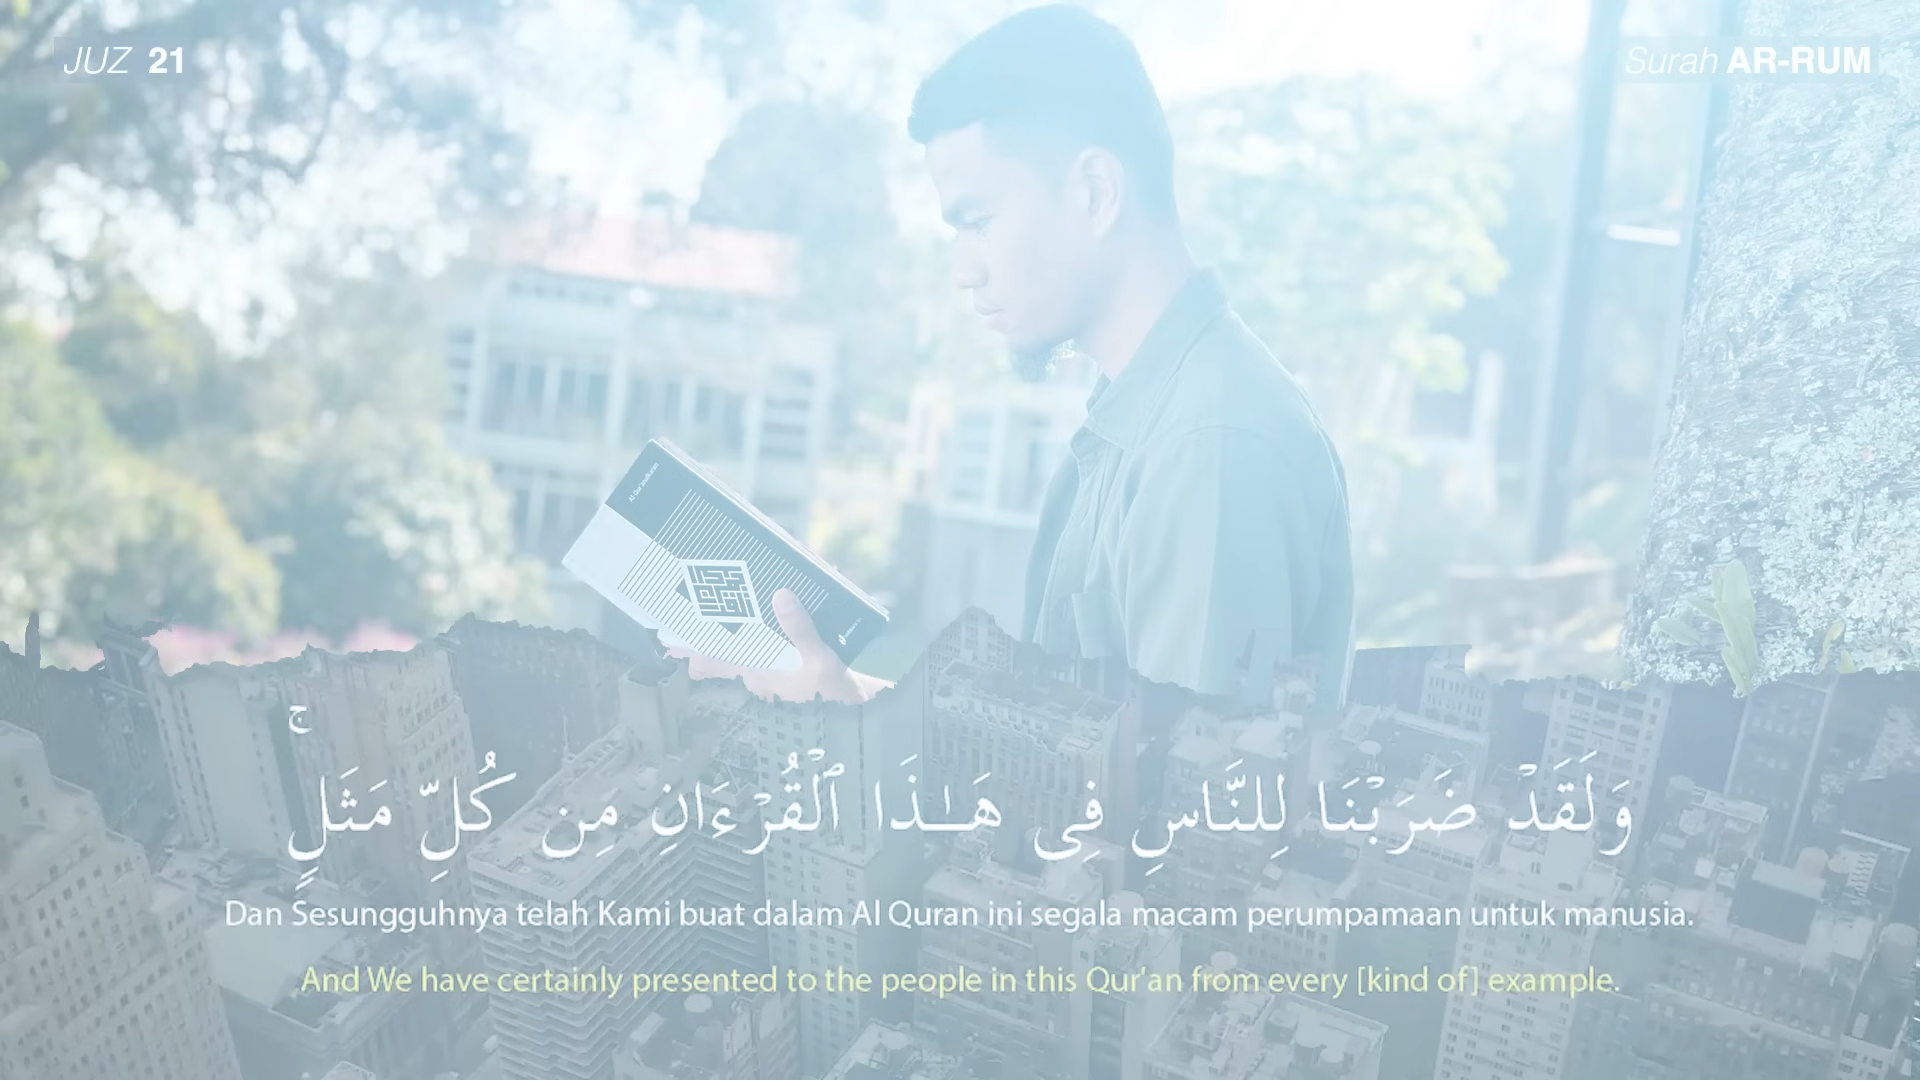 JUZ 21
Surah AR-RUM
وَلَقَدْ ضَرَبْنَا لِلنَّاسِ فِى هَـٰذَا ٱلْقُرْءَانِ مِن كُلِّ مَثَلٍۢ ۚ
Dan Sesungguhnya telah Kami buat dalam Al Quran ini segala macam perumpamaan untuk manusia.
And We have certainly presented to the people in this Qur'an from every [kind of] example.